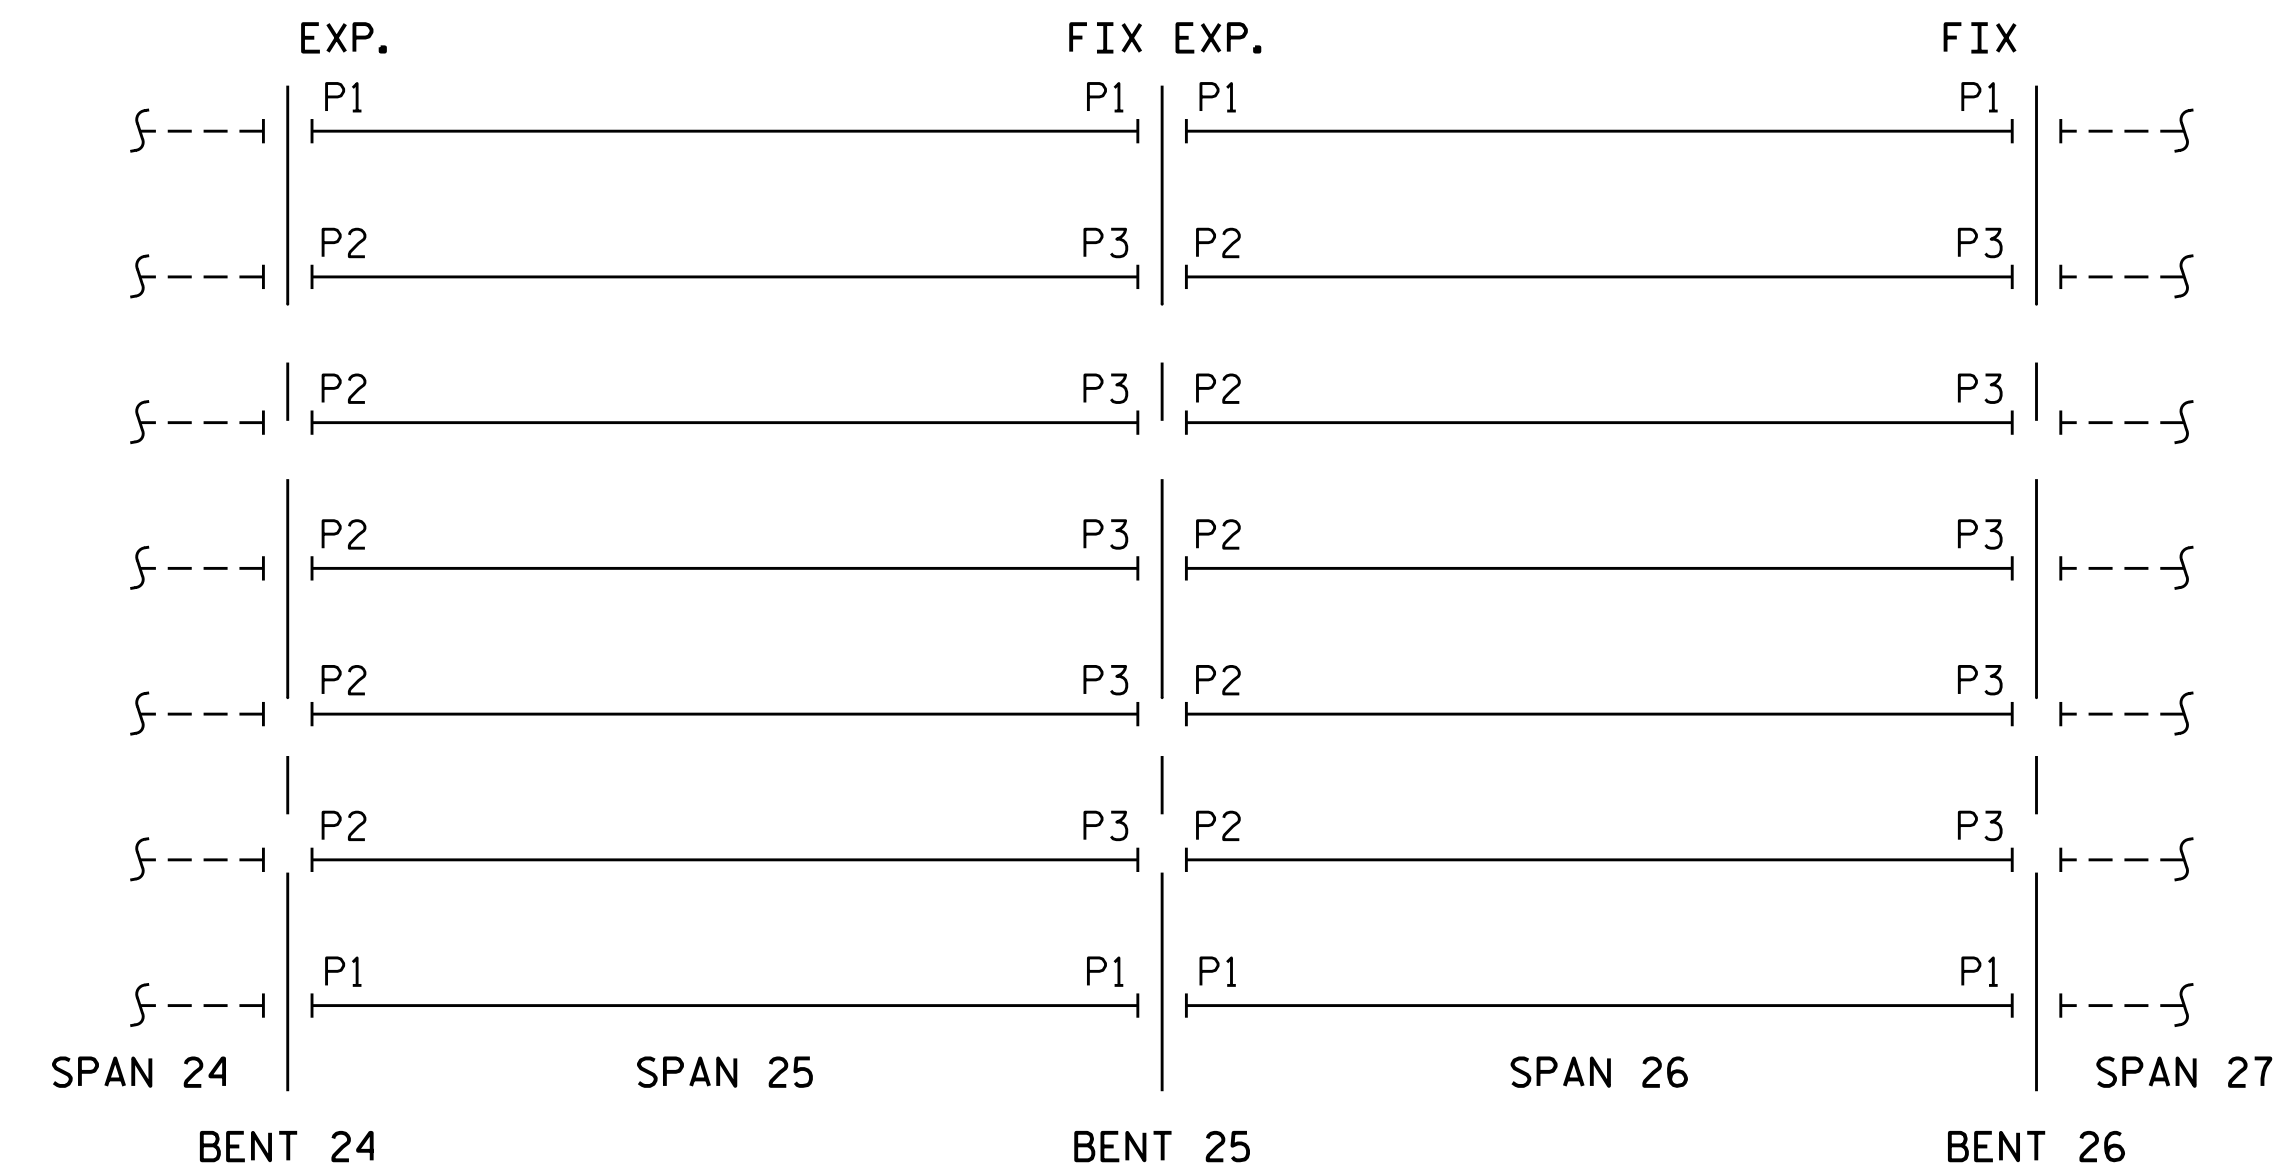 EXP. FIX EXP. FIX
P1 P1 P1 P1
P2 P3 P2 P3
P2 P3 P2 P3
P2 P3 P2 P3
P2 P3 P2 P3
P2 P3 P2 P3
P1 P1 P1 P1
SPAN 24 SPAN 25 SPAN 26 SPAN 27
BENT 24 BENT 25 BENT 26